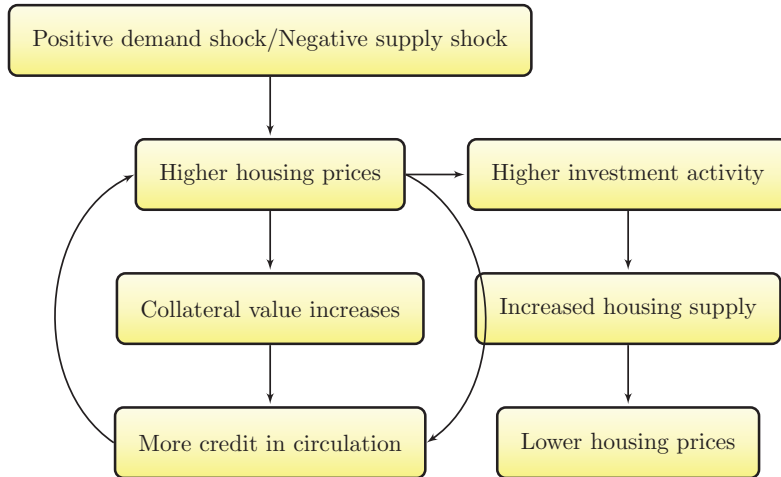 Positive demand shock/Negative supply shock
Higher housing prices
Higher investment activity
Collateral value increases
Increased housing supply
More credit in circulation
Lower housing prices